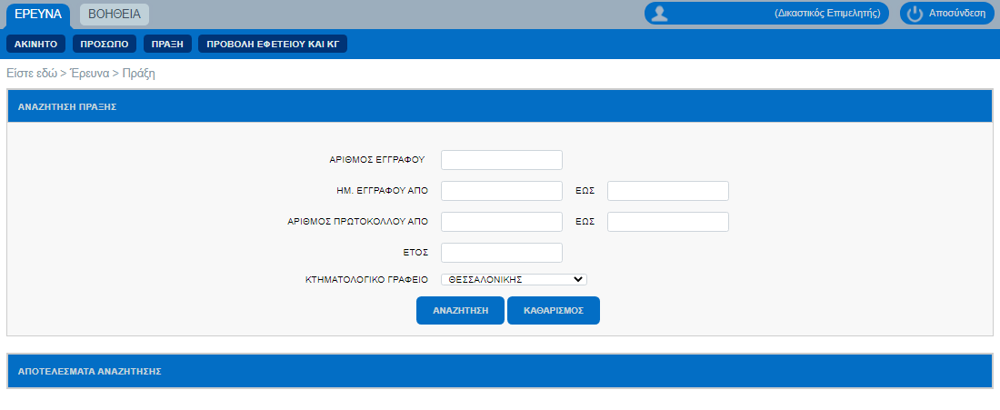 ΕΡΕΥΝΑ ΒΟΗΘΕΙΑ (Δικαστικός Επιμελητής) Αποσύνδεση
ΑΚΙΝΗΤΟ ΠΡΟΣΩΠΟ ΠΡΑΞΗ ΠΡΟΒΟΛΗ ΕΦΕΤΕΙΟΥ ΚΑΙ ΚΓ
Είστε εδώ > Έρευνα > Πράξη
ΑΝΑΖΗΤΗΣΗ ΠΡΑΞΗΣ
ΑΡΙΘΜΟΣ ΕΓΓΡΑΦΟΥ
ΗΜ. ΕΓΓΡΑΦΟΥ ΑΠΟ ΕΩΣ
ΑΡΙΘΜΟΣ ΠΡΩΤΟΚΟΛΛΟΥ ΑΠΟ ΕΩΣ
ΕΤΟΣ
ΚΤΗΜΑΤΟΛΟΓΙΚΟ ΓΡΑΦΕΙΟ ΘΕΣΣΑΛΟΝΙΚΗΣ
ΑΝΑΖΗΤΗΣΗ ΚΑΘΑΡΙΣΜΟΣ
ΑΠΟΤΕΛΕΣΜΑΤΑ ΑΝΑΖΗΤΗΣΗΣ